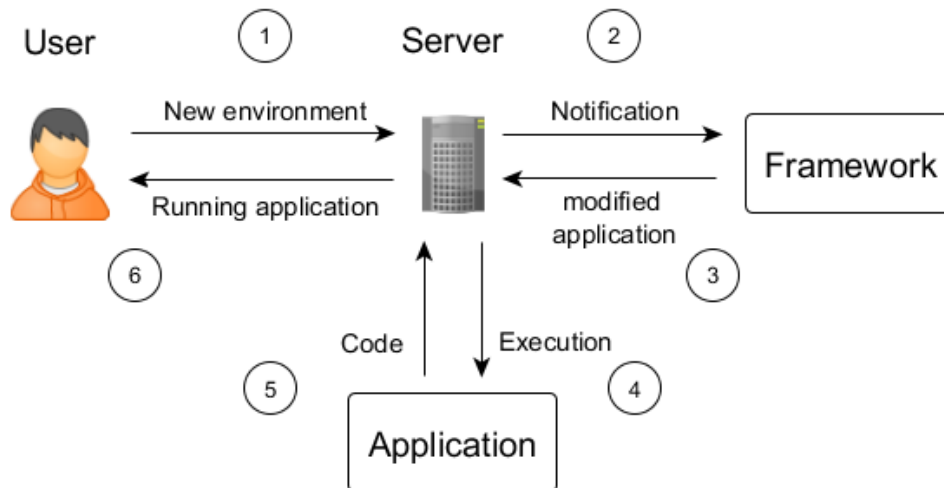 User
1
Server
2
New environment
Notification
Framework
Running application
modified
application
6
3
Code
Execution
5
4
Application